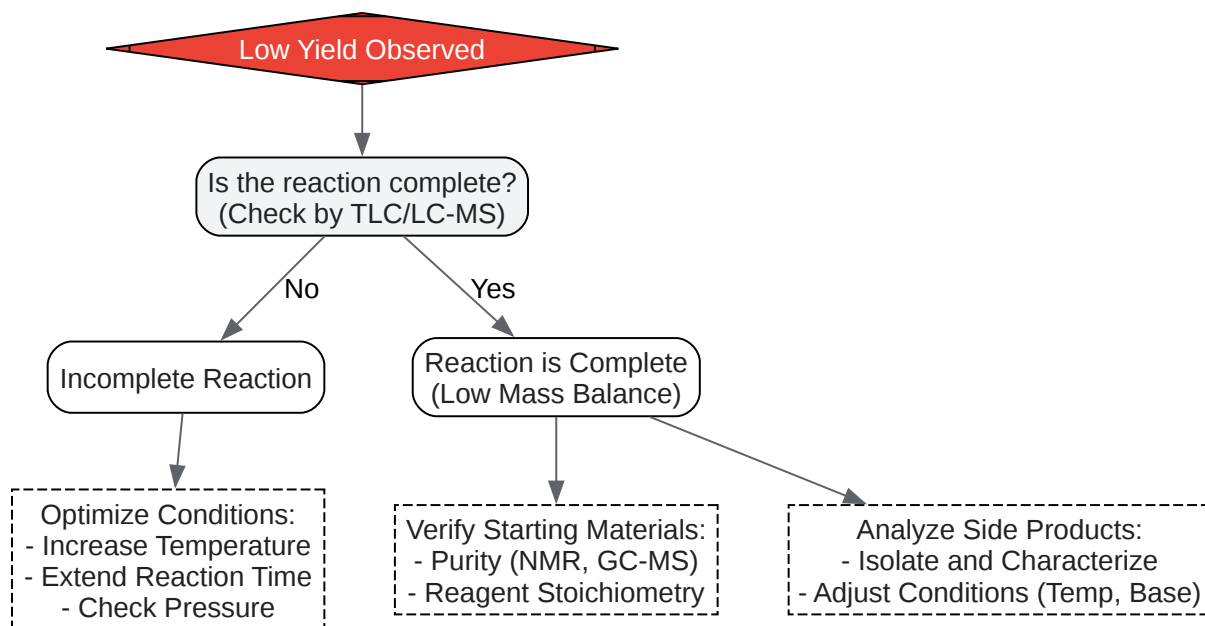 Low Yield Observed
Is the reaction complete?
(Check by TLC/LC-MS)
No
Yes
Incomplete Reaction
Reaction is Complete
(Low Mass Balance)
Optimize Conditions:
- Increase Temperature
- Extend Reaction Time
- Check Pressure
Verify Starting Materials:
- Purity (NMR, GC-MS)
- Reagent Stoichiometry
Analyze Side Products:
- Isolate and Characterize
- Adjust Conditions (Temp, Base)